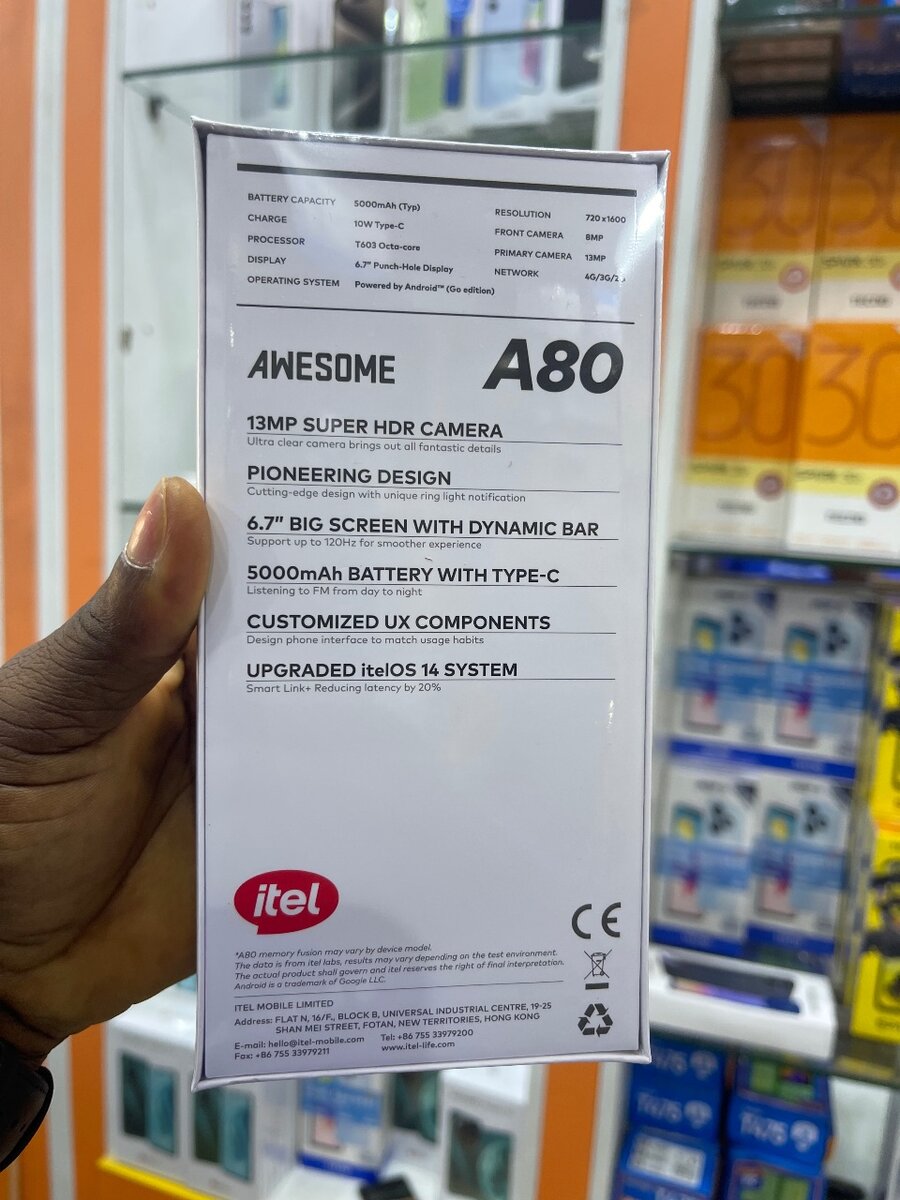 BATTERY CAPACITY 5000mAh (Typ)
CHARGE 10W Type-C
PROCESSOR T603 Octa-core
DISPLAY 6.7" Punch-Hole Display
OPERATING SYSTEM Powered by Android™ (Go edition)
RESOLUTION 720 x1600
FRONT CAMERA 8MP
PRIMARY CAMERA 13MP
NETWORK 4G/3G/2
AWESOME A80
13MP SUPER HDR CAMERA
Ultra clear camera brings out all fantastic details
PIONEERING DESIGN
Cutting-edge design with unique ring light notification
6.7" BIG SCREEN WITH DYNAMIC BAR
Support up to 120Hz for smoother experience
5000mAh BATTERY WITH TYPE-C
Listening to FM from day to night
CUSTOMIZED UX COMPONENTS
Design phone interface to match usage habits
UPGRADED itelOS 14 SYSTEM
Smart Link+ Reducing latency by 20%
itel
CE
*A80 memory fusion may vary by device model.
The data is from itel labs, results may vary depending on the test environment.
The actual product shall govern and itel reserves the right of final interpretation.
Android is a trademark of Google LLC.
ITEL MOBILE LIMITED
Address: FLAT N, 16/F., BLOCK B, UNIVERSAL INDUSTRIAL CENTRE, 19-25
SHAN MEI STREET, FOTAN, NEW TERRITORIES, HONG KONG
E-mail: hello@itel-mobile.com Tel: +86 755 33979200
Fax: +86 755 33979211 www.itel-life.com
30
30
30
30